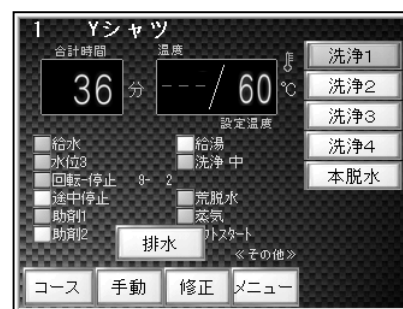 1 Yシャツ
合計時間 温度
36 分 ---/ 60 ℃
設定温度
洗浄1
洗浄2
洗浄3
洗浄4
本脱水
給水 給湯
水位3 洗浄 中
回転-停止 9- 2
途中停止 荒脱水
助剤1 蒸気
助剤2 排水 トスタート
≪その他≫
コース 手動 修正 メニュー